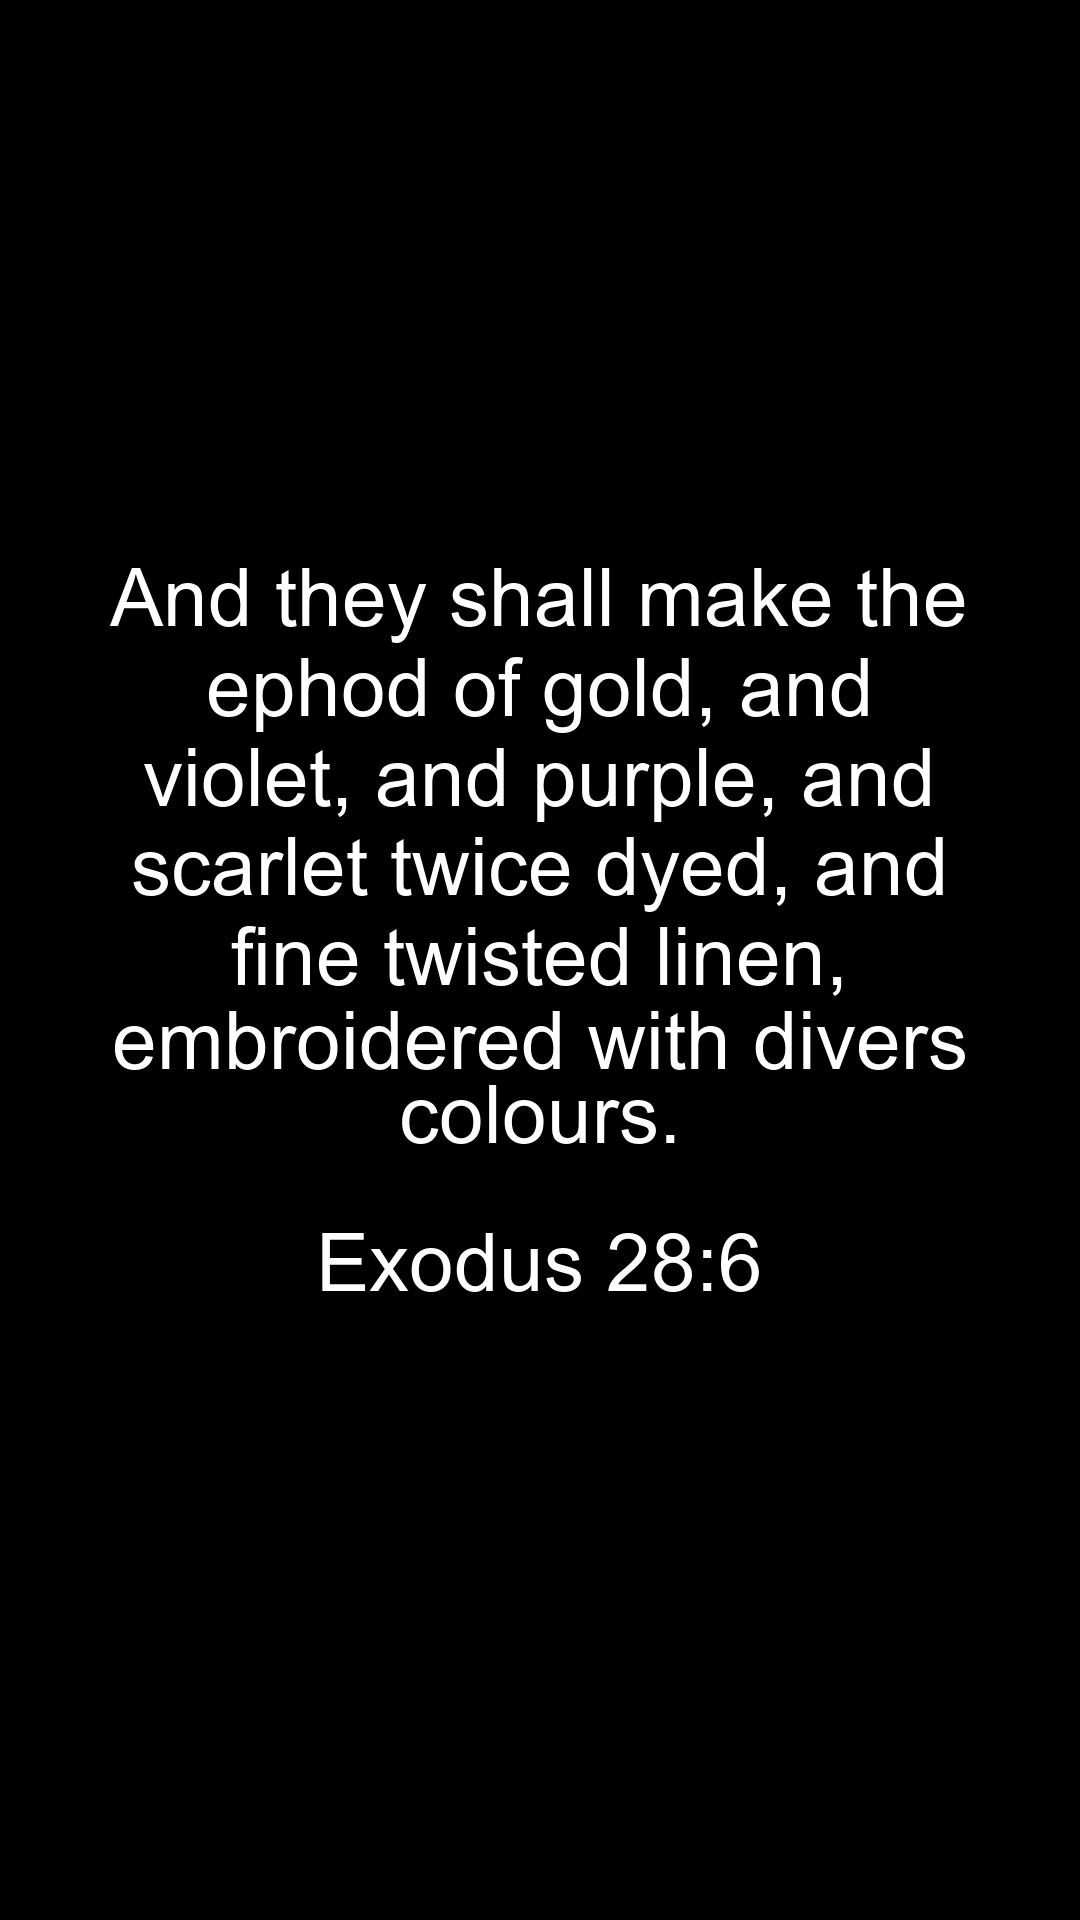 And they shall make the
ephod of gold, and
violet, and purple, and
scarlet twice dyed, and
fine twisted linen,
embroidered with divers
colours.
Exodus 28:6